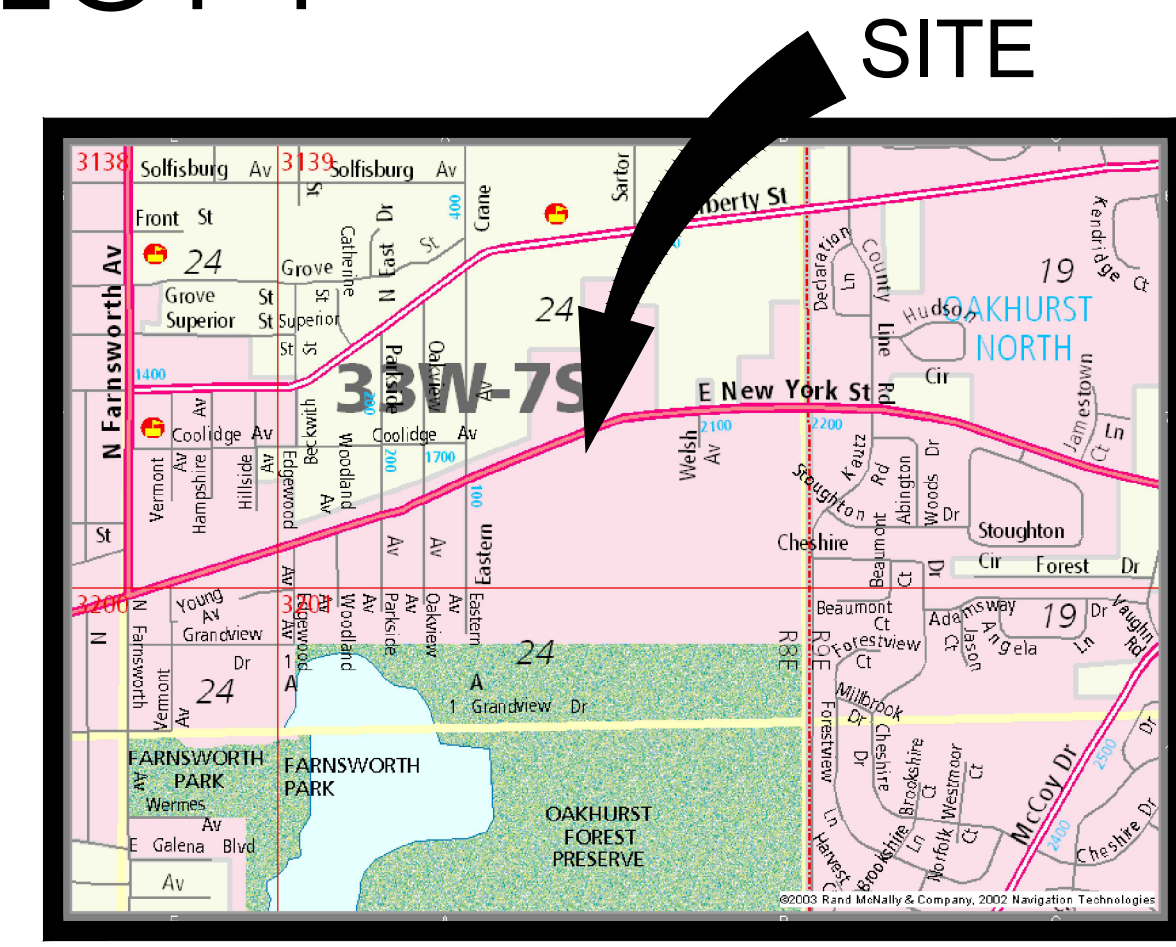 SITE
3138
Solfisburg Av
3139
Solfisburg Av
St
Front St
Dr
400
Crane
Sartor
berty St
Kendridge
Ct
N Farnsworth Av
24
Catherine
N East
St
Grove
Declaration
Ln
County
Line
Rd
19
Grove St
St
Superior St
Superior
24
Hudson
Cir
OAKHURST
NORTH
St
St
1400
33W-7S
Parkside
200
Oakview
Av
E New York St
Jamestown
Ct
Ln
Av
Coolidge Av
Beckwith
Av
Coolidge Av
2100
2200
Vermont
Av
Hampshire
Hillside
Av
Edgewood
Woodland
200
1700
100
Welsh
Av
Kautz
Rd
Stoughton
Abington
Dr
Woods
Dr
St
Av
Av
Eastern
Cheshire
Beaumont
Ct
Dr
Stoughton
Cir
Forest Dr
Av
3200
3201
N
N Farnsworth
Young
Av
Grandview
Dr
Av
Edgewood
Av
Woodland
Av
Parkside
Av
Oakview
Av
Eastern
Beaumont
Ct
Adamsway
19
Dr
Vaughn
Rd
Jason
Ct
Angela
Ln
24
R8E
R9E
Forestview
Ct
Vermont
Av
24
1
A
A
1 Grandview Dr
Millbrook
Dr
Forestview
Ln
Cheshire
Dr
FARNSWORTH
PARK
Av
Wermes
Av
FARNSWORTH
PARK
Brookshire
Ct
Westmoor
Ct
McCoy Dr
2500
Dr
OAKHURST
FOREST
PRESERVE
E Galena Blvd
Av
Harvest
Brookshire
Ln
Norfolk
Ct
2400
Cheshire Dr
©2003 Rand McNally & Company, 2002 Navigation Technologies